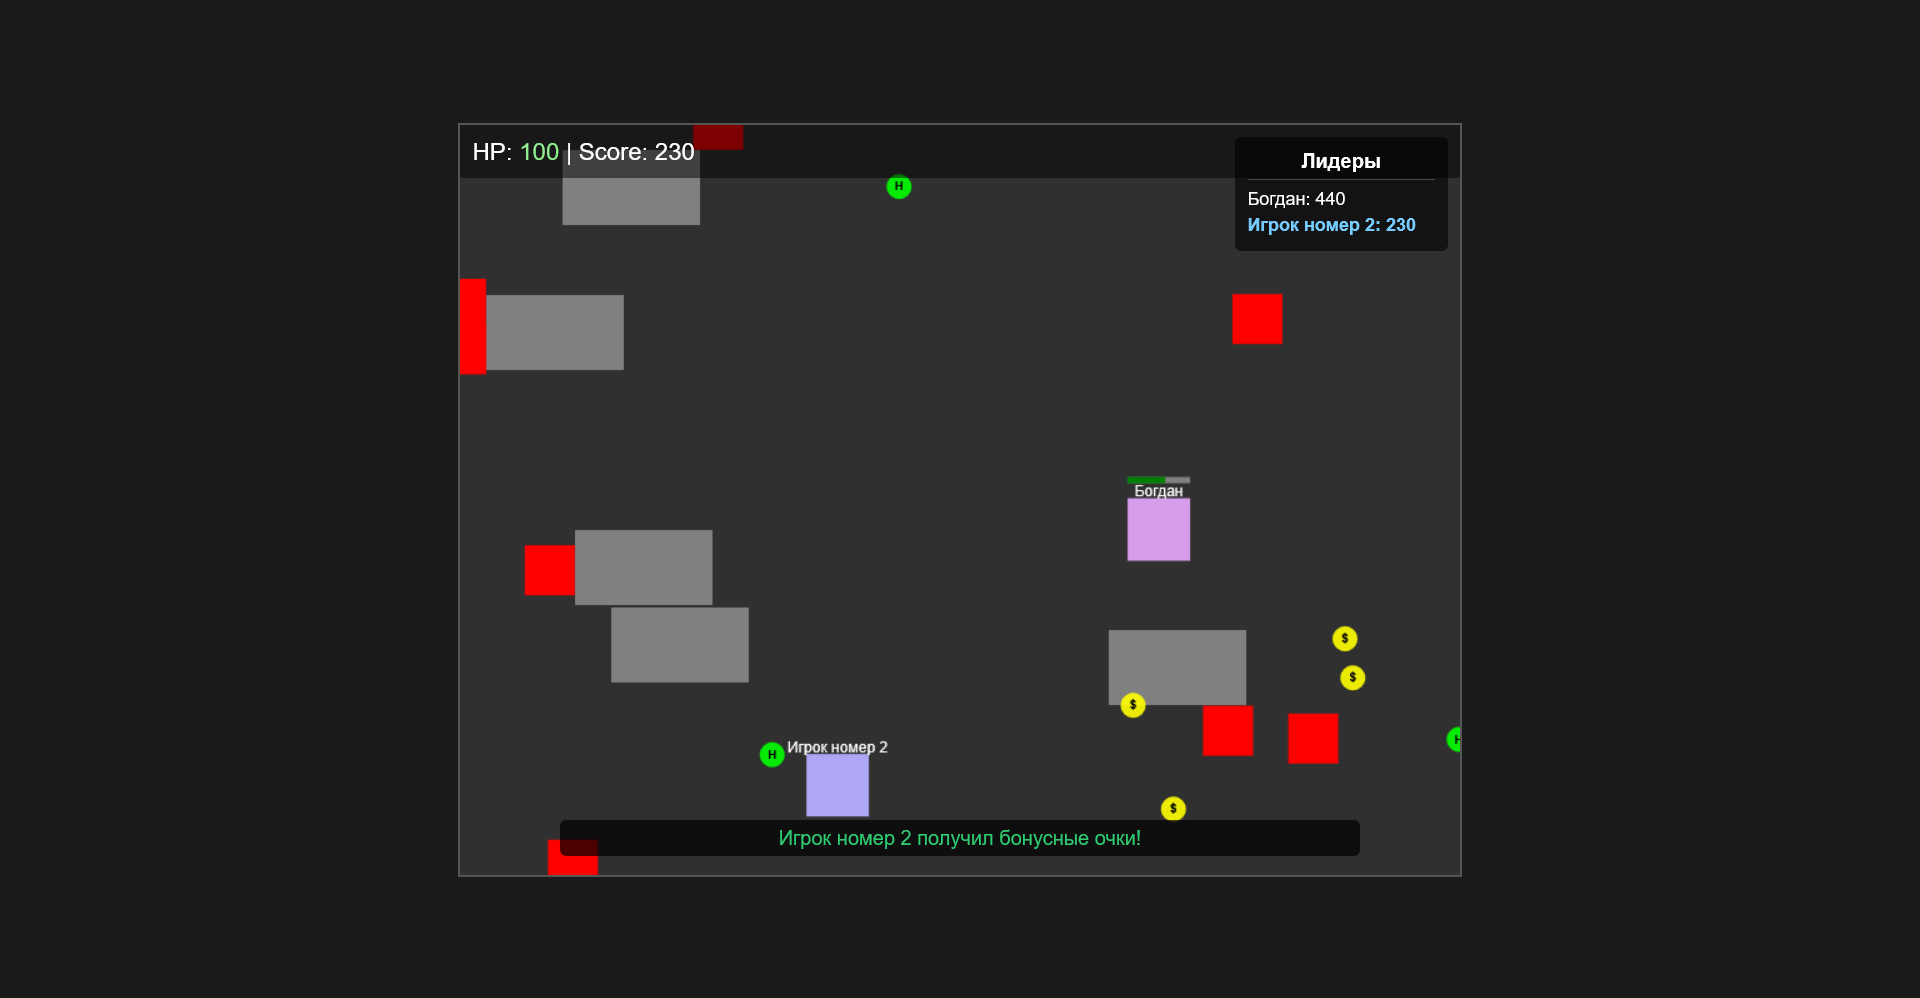 HP: 100 | Score: 230
Лидеры
Богдан: 440
Игрок номер 2: 230
H
Богдан
$
$
$
H
H
Игрок номер 2
$
Игрок номер 2 получил бонусные очки!